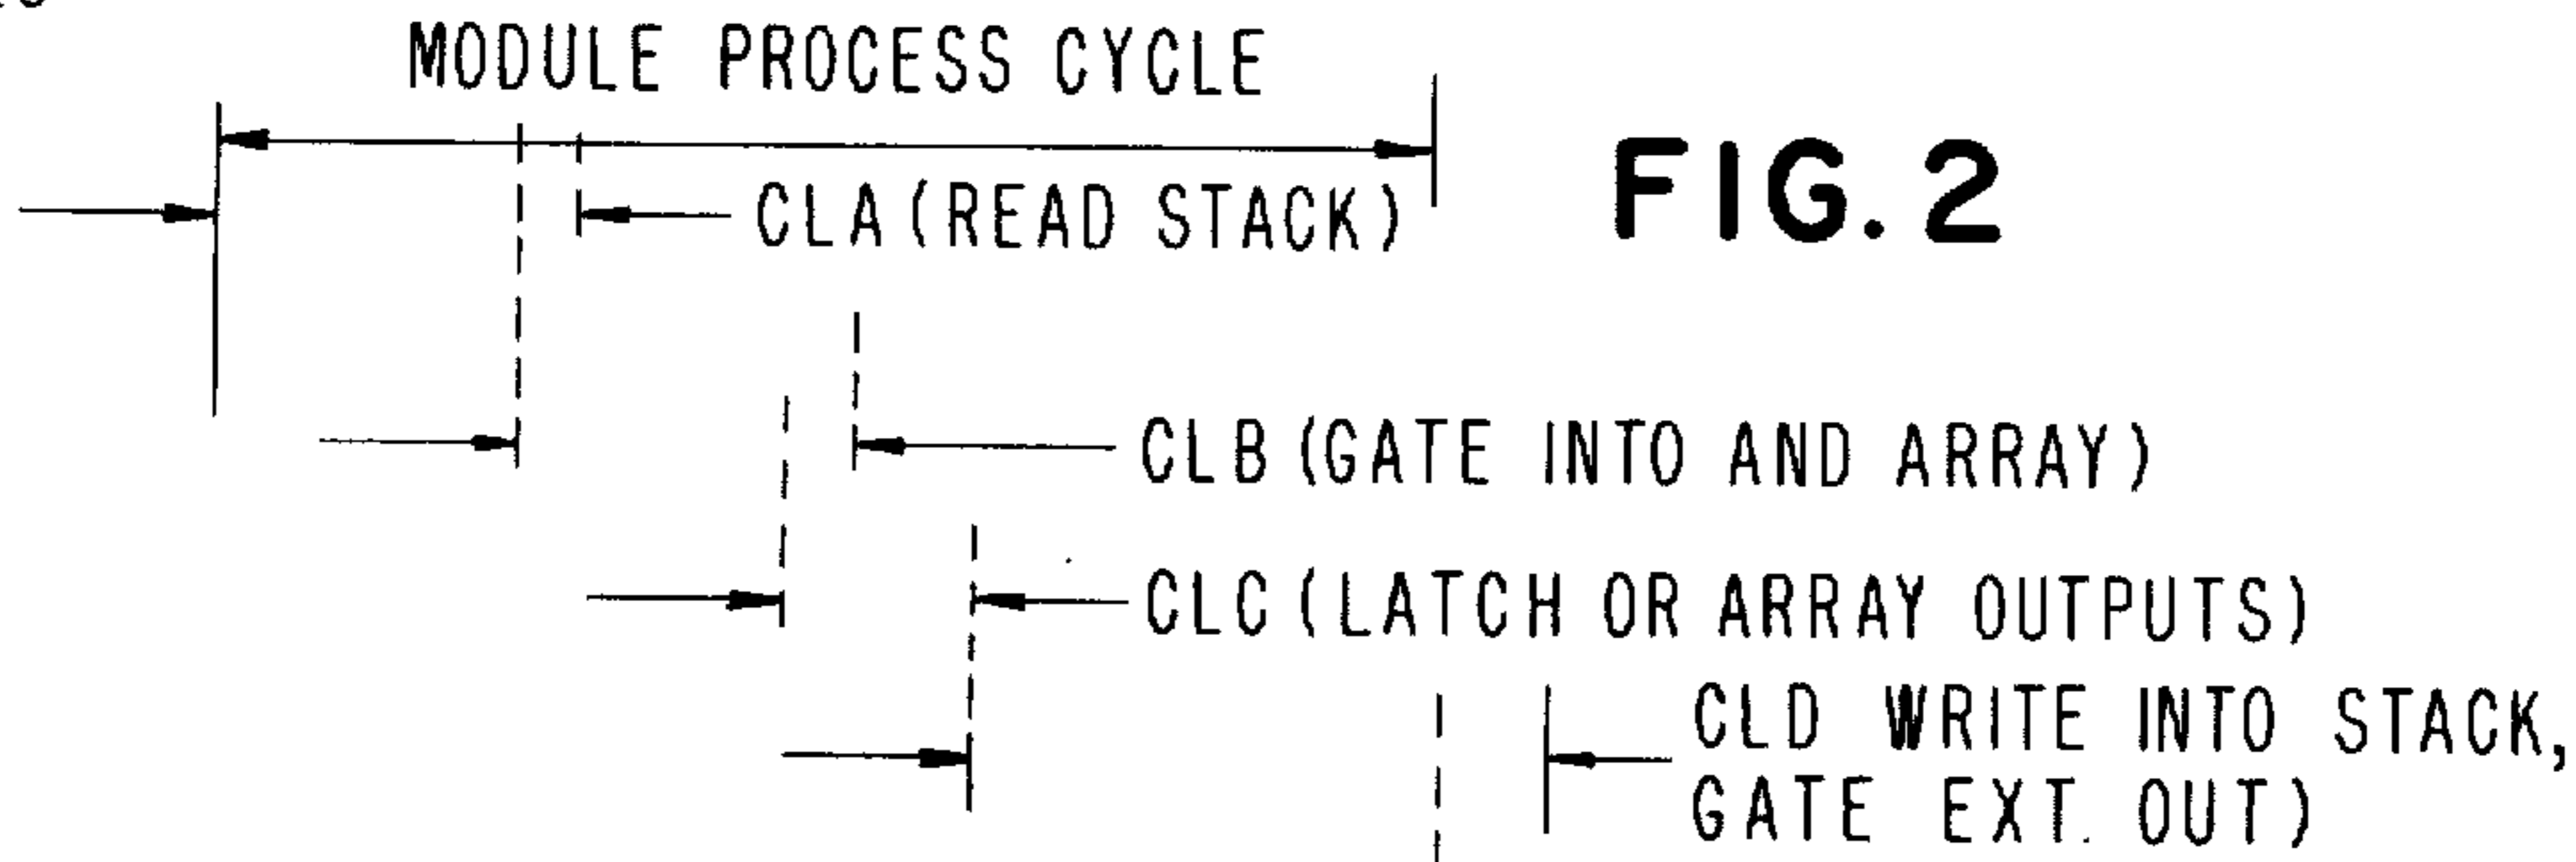 MODULE PROCESS CYCLE
FIG. 2
CLA (READ STACK)
CLB (GATE INTO AND ARRAY)
CLC (LATCH OR ARRAY OUTPUTS)
CLD WRITE INTO STACK,
GATE EXT. OUT)